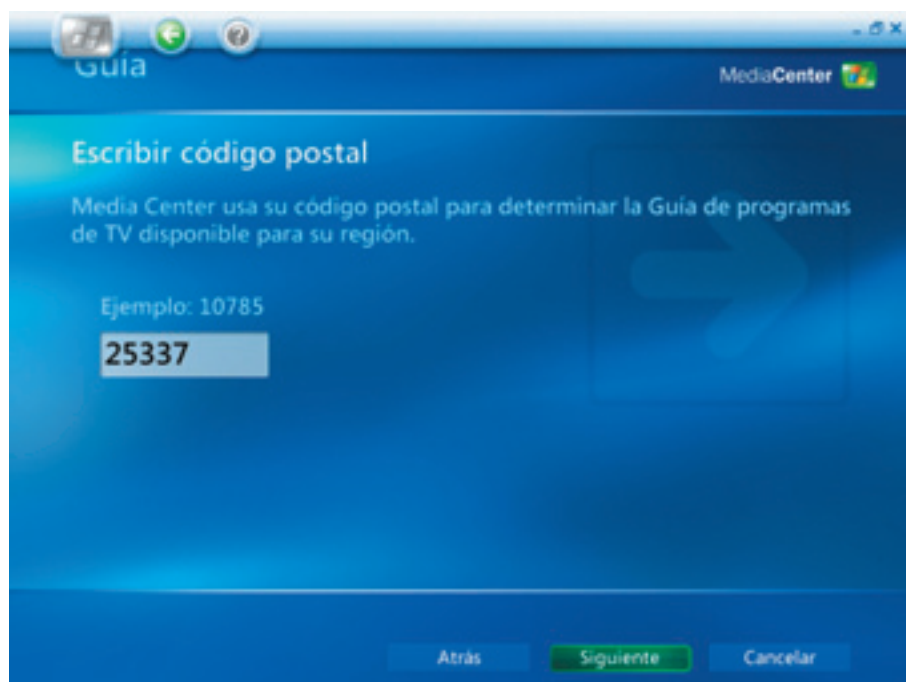 Guía
MediaCenter
Escribir código postal
Media Center usa su código postal para determinar la Guía de programas
de TV disponible para su región.
Ejemplo: 10785
25337
Atrás
Siguiente
Cancelar